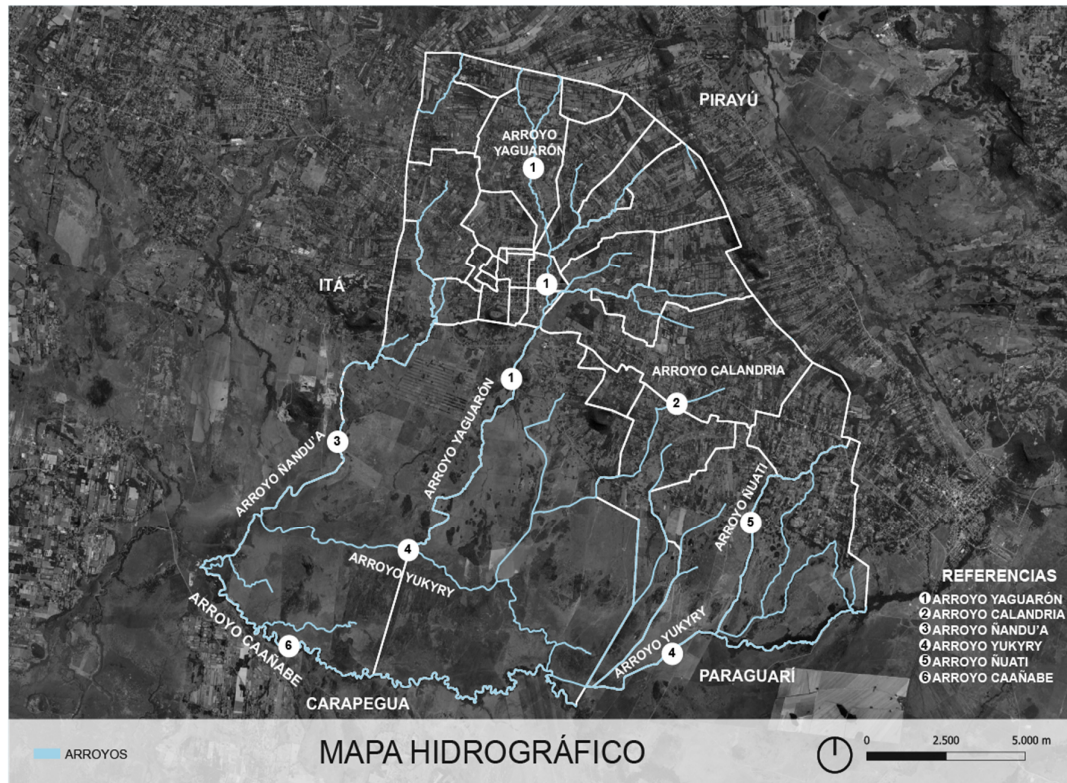 PIRAYÚ
ARROYO
YAGUARÓN
1
ITÁ
1
ARROYO CALANDRIA
1
2
ARROYO YAGUARÓN
3
ARROYO ÑANDU'A
ARROYO ÑUATI
5
4
ARROYO YUKYRY
REFERENCIAS
1 ARROYO YAGUARÓN
2 ARROYO CALANDRIA
3 ARROYO ÑANDU'A
4 ARROYO YUKYRY
5 ARROYO ÑUATI
6 ARROYO CAAÑABE
ARROYO CAAÑABE
6
ARROYO YUKYRY
4
PARAGUARÍ
CARAPEGUA
ARROYOS
MAPA HIDROGRÁFICO
0 2.500 5.000 m